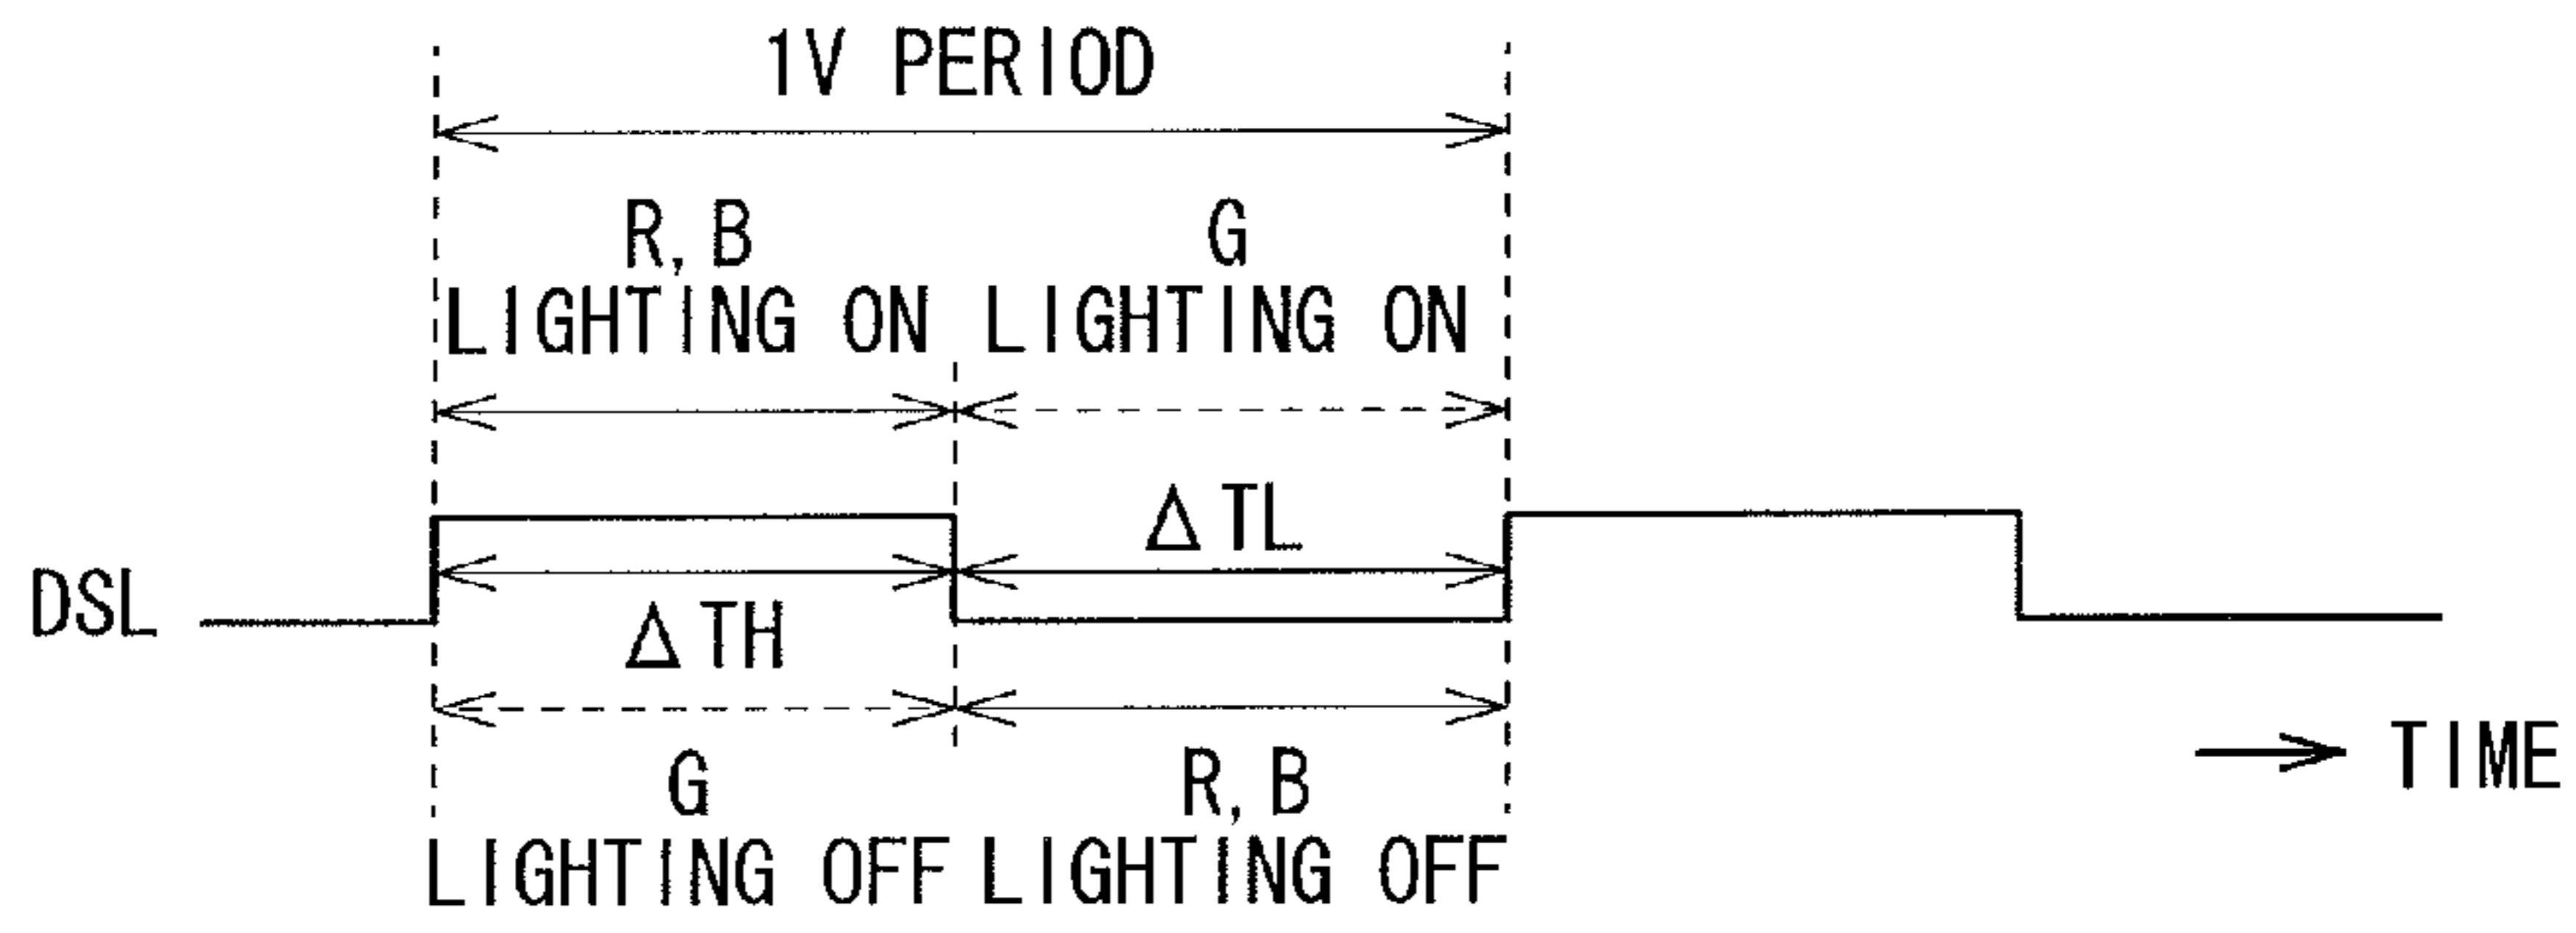 1V PERIOD
R, B
LIGHTING ON
G
LIGHTING ON
ΔTL
DSL
ΔTH
G
LIGHTING OFF
R, B
LIGHTING OFF
TIME